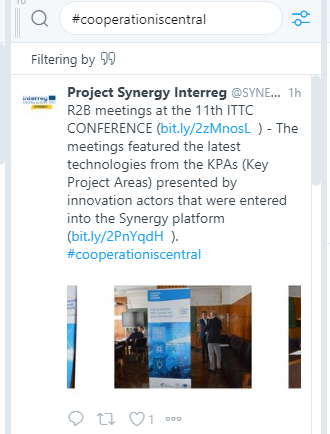 #cooperationiscentral
Filtering by
Interreg
Project Synergy Interreg @SYNE... 1h
R2B meetings at the 11th ITTC
CONFERENCE (bit.ly/2zMnosL ) - The
meetings featured the latest
technologies from the KPAs (Key
Project Areas) presented by
innovation actors that were entered
into the Synergy platform
(bit.ly/2PnYqdH ).
#cooperationiscentral
1